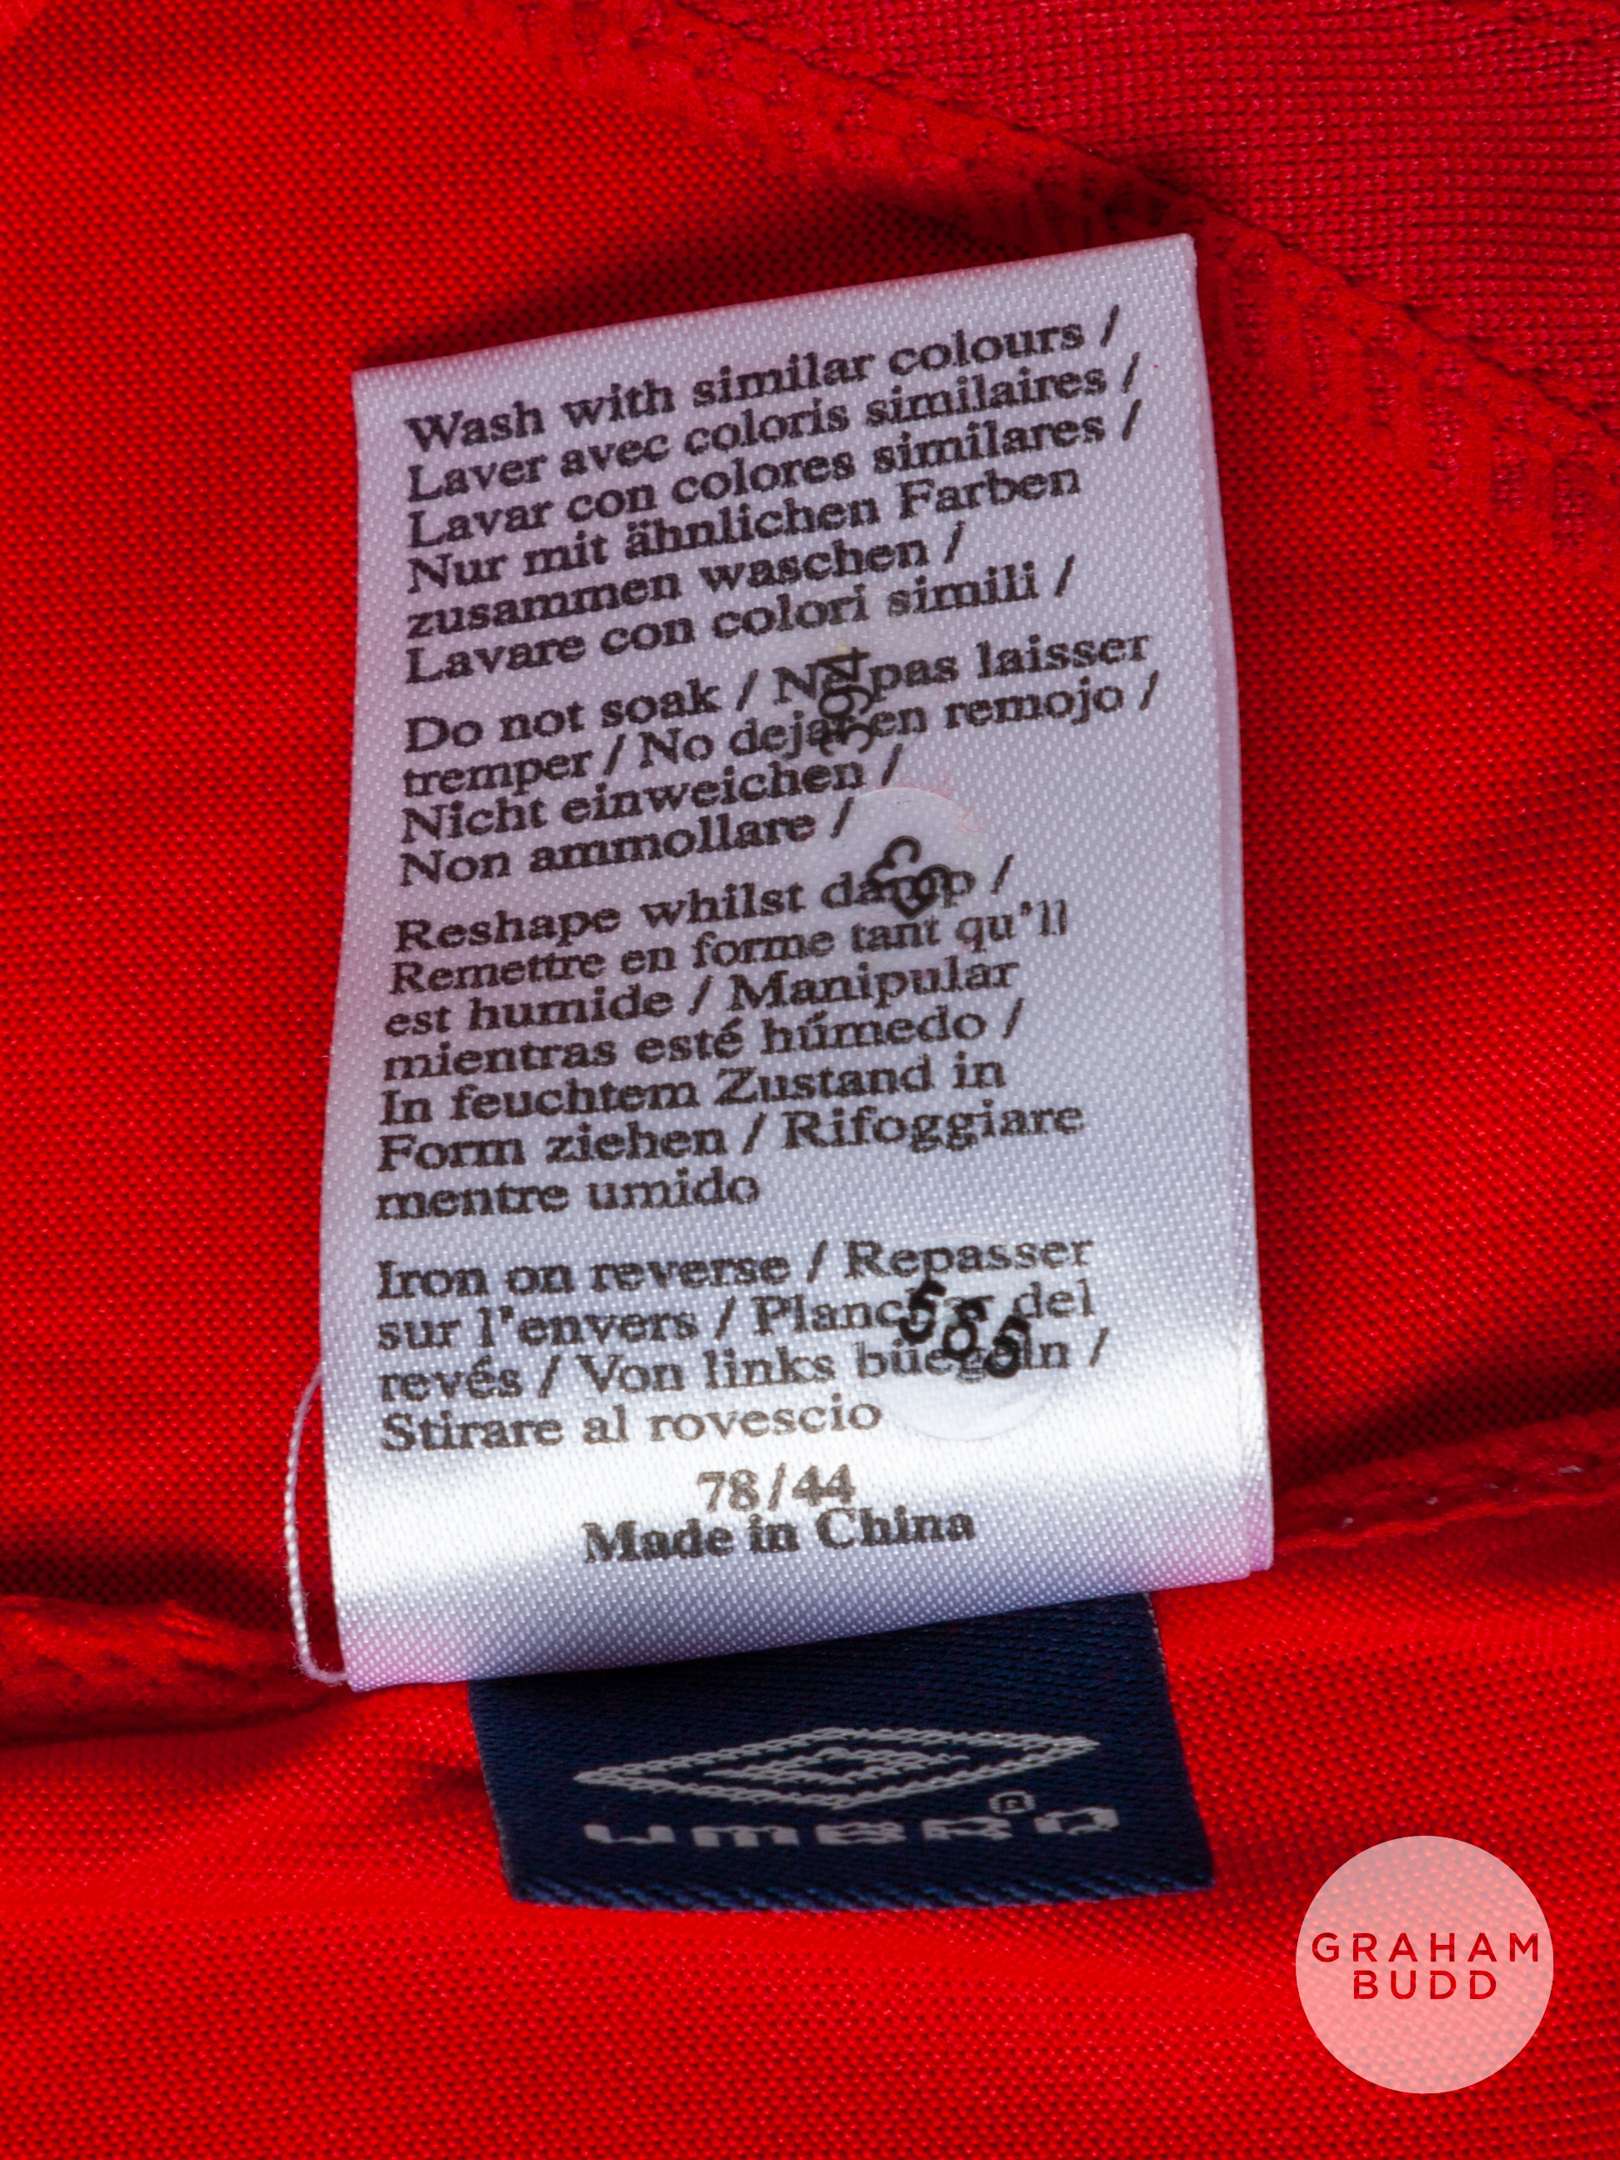 Wash with similar colours /
Laver avec coloris similaires /
Lavar con colores similares /
Nur mit ähnlichen Farben
zusammen waschen /
Lavare con colori simili /
Do not soak / Ne pas laisser
tremper / No dejar en remojo /
Nicht einweichen /
Non ammollare /
Reshape whilst damp /
Remettre en forme tant qu'll
est humide / Manipular
mientras esté húmedo /
In feuchtem Zustand in
Form ziehen / Rifoggiare
mentre umido
Iron on reverse / Repasser
sur l'envers / Planchar del
revés / Von links büegeln /
Stirare al rovescio
78/44
Made in China
umbro®
GRAHAM
BUDD